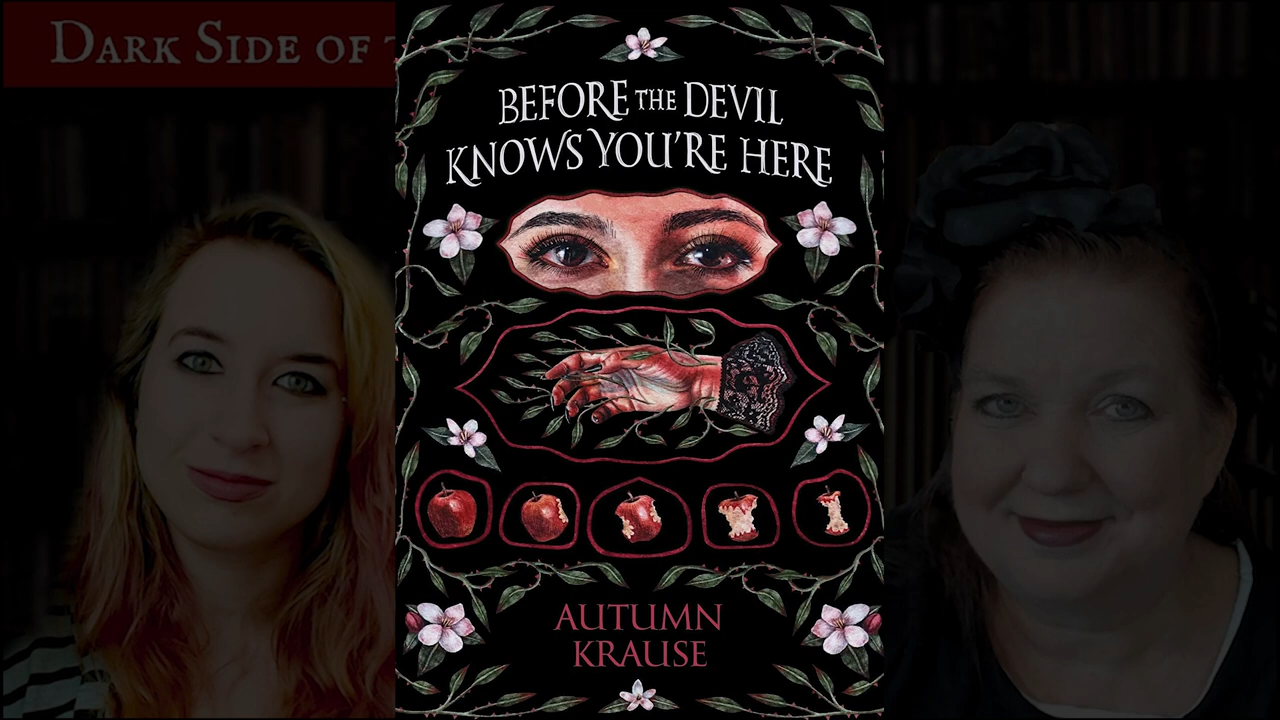 DARK SIDE OF
BEFORE THE DEVIL
KNOWS YOU'RE HERE
AUTUMN
KRAUSE